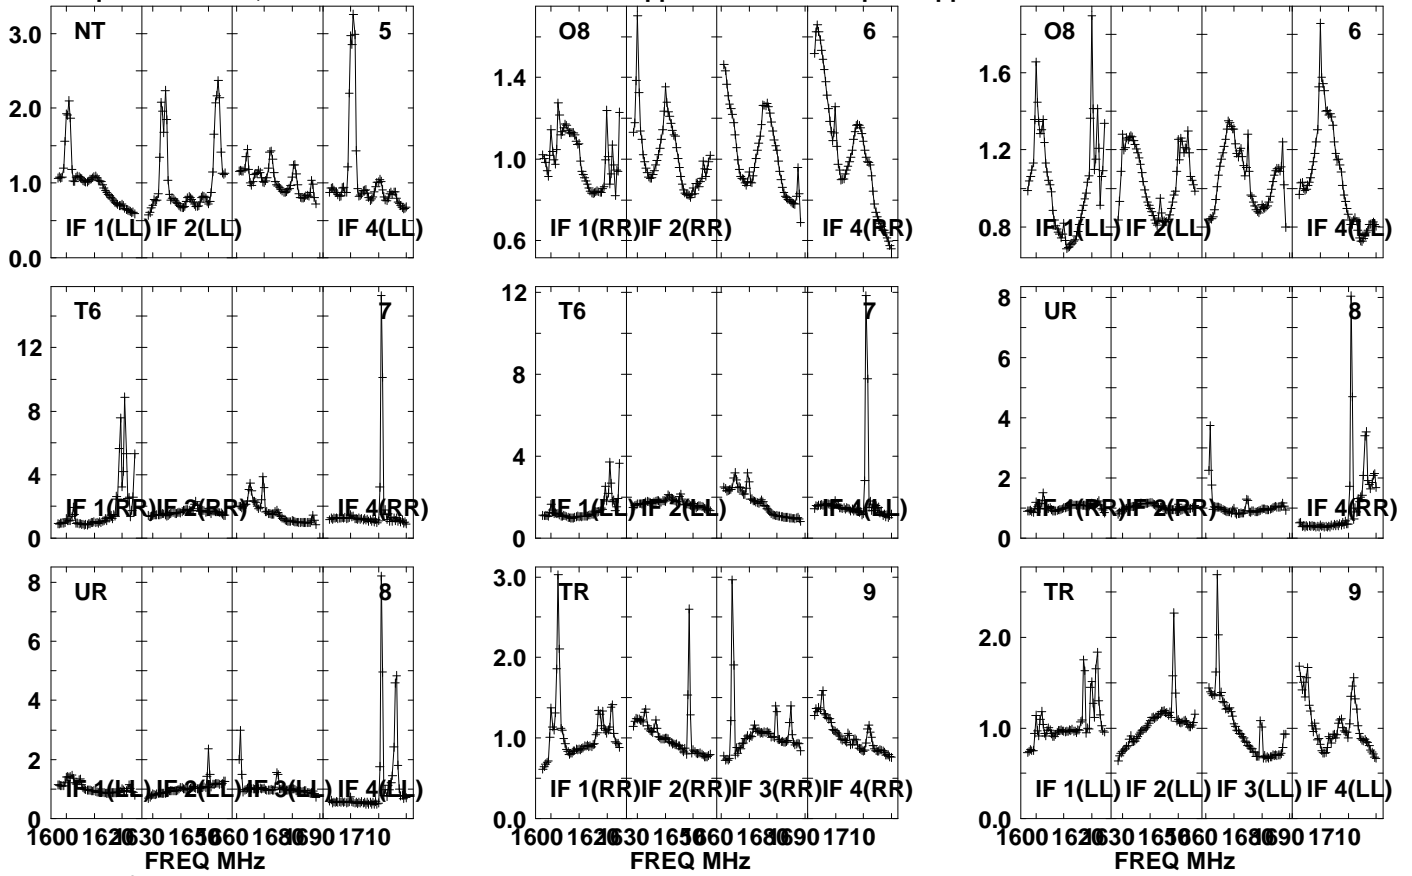 NT 5 O8 6 O8 6
3.0
2.0
1.0
0.0
IF 1(LL) IF 2(LL) IF 4(LL)
1.4
1.0
0.6
IF 1(RR) IF 2(RR) IF 4(RR)
1.6
1.2
0.8
IF 1(LL) IF 2(LL) IF 4(LL)
T6 7 T6 7 UR 8
12
8
4
0
IF 1(RR) IF 2(RR) IF 4(RR)
12
8
4
0
IF 1(LL) IF 2(LL) IF 4(LL)
8
6
4
2
0
IF 1(RR) IF 2(RR) IF 4(RR)
UR 8 TR 9 TR 9
8
6
4
2
0
IF 1(LL) IF 2(LL) IF 3(LL) IF 4(LL)
3.0
2.0
1.0
0.0
IF 1(RR) IF 2(RR) IF 3(RR) IF 4(RR)
2.0
1.0
0.0
IF 1(LL) IF 2(LL) IF 3(LL) IF 4(LL)
1600 1620 1630 1650 1660 1680 1690 1710
FREQ MHz
1600 1620 1630 1650 1660 1680 1690 1710
FREQ MHz
1600 1620 1630 1650 1660 1680 1690 1710
FREQ MHz